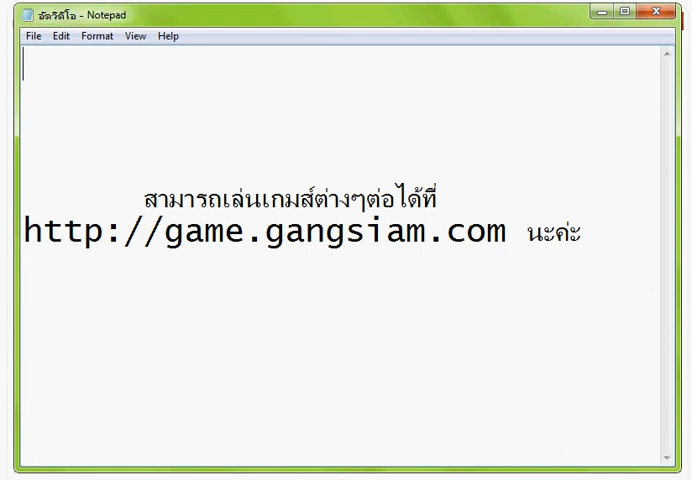 อัดวิดีโอ - Notepad
File Edit Format View Help
สามารถเล่นเกมส์ต่างๆต่อได้ที่
http://game.gangsiam.com นะค่ะ